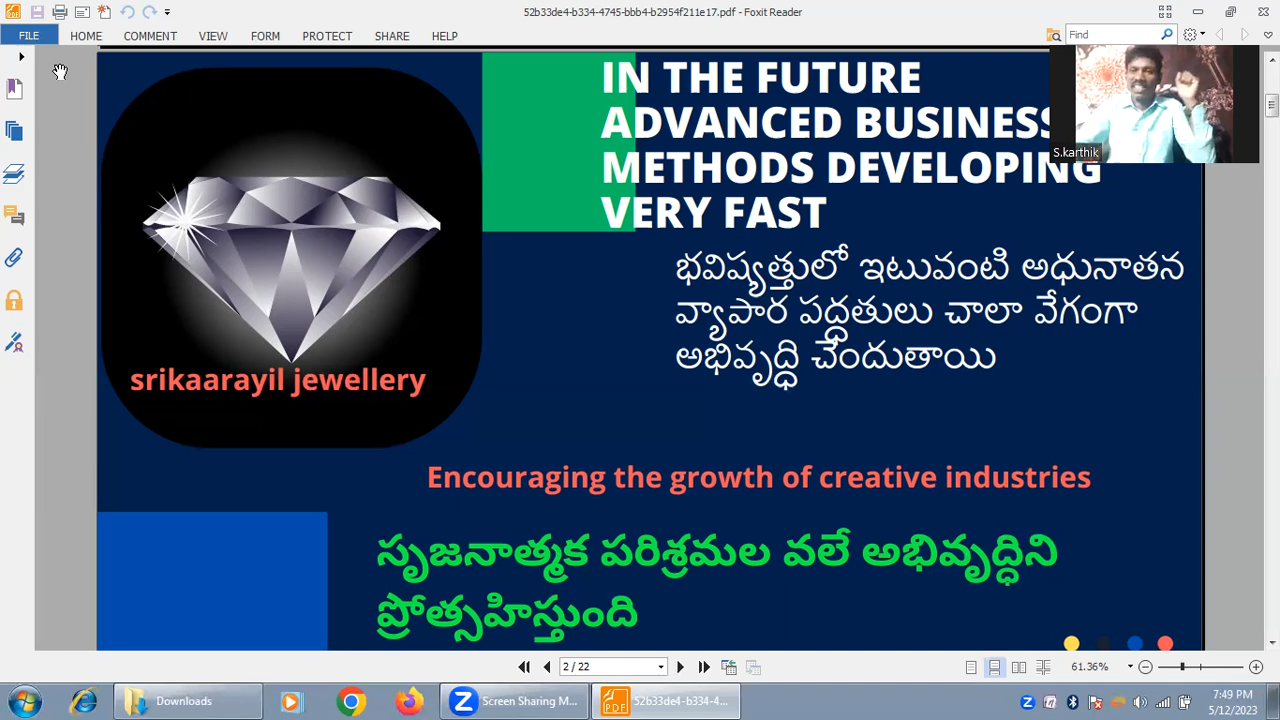 52b33de4-b334-4745-bbb4-b2954f211e17.pdf - Foxit Reader
FILE HOME COMMENT VIEW FORM PROTECT SHARE HELP Find
IN THE FUTURE
ADVANCED BUSINESS
METHODS DEVELOPING
VERY FAST
S.karthik
భవిష్యత్తులో ఇటువంటి అధునాతన
వ్యాపార పద్ధతులు చాలా వేగంగా
అభివృద్ధి చెందుతాయి
srikaarayil jewellery
Encouraging the growth of creative industries
సృజనాత్మక పరిశ్రమల వలే అభివృద్ధిని
ప్రోత్సహిస్తుంది
2 / 22 61.36%
Downloads Screen Sharing M... 52b33de4-b334-4... 7:49 PM
5/12/2023